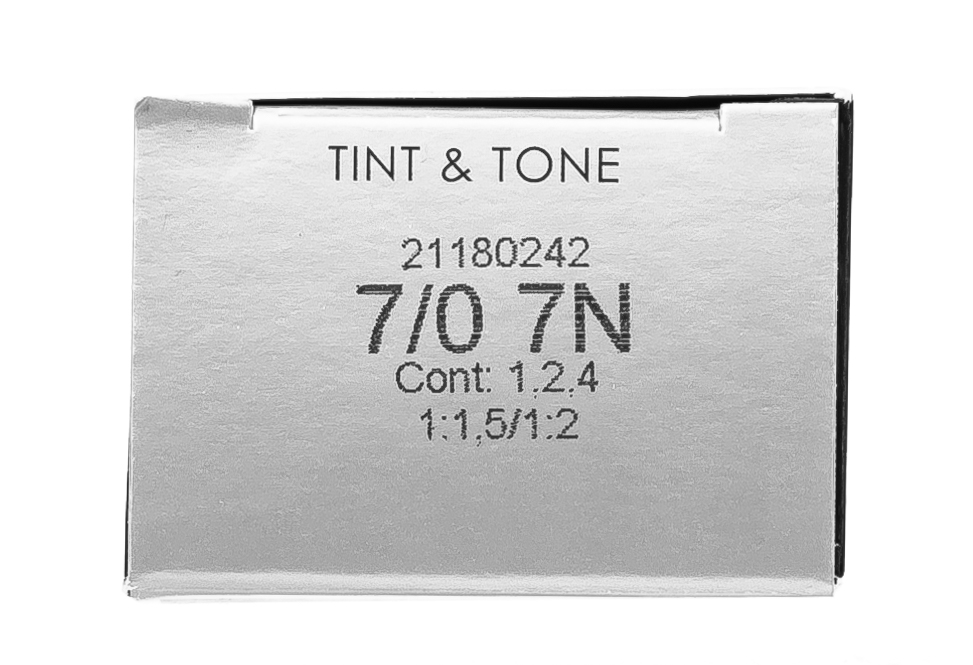 TINT & TONE
21180242
7/0 7N
Cont: 1,2,4
1:1,5/1:2